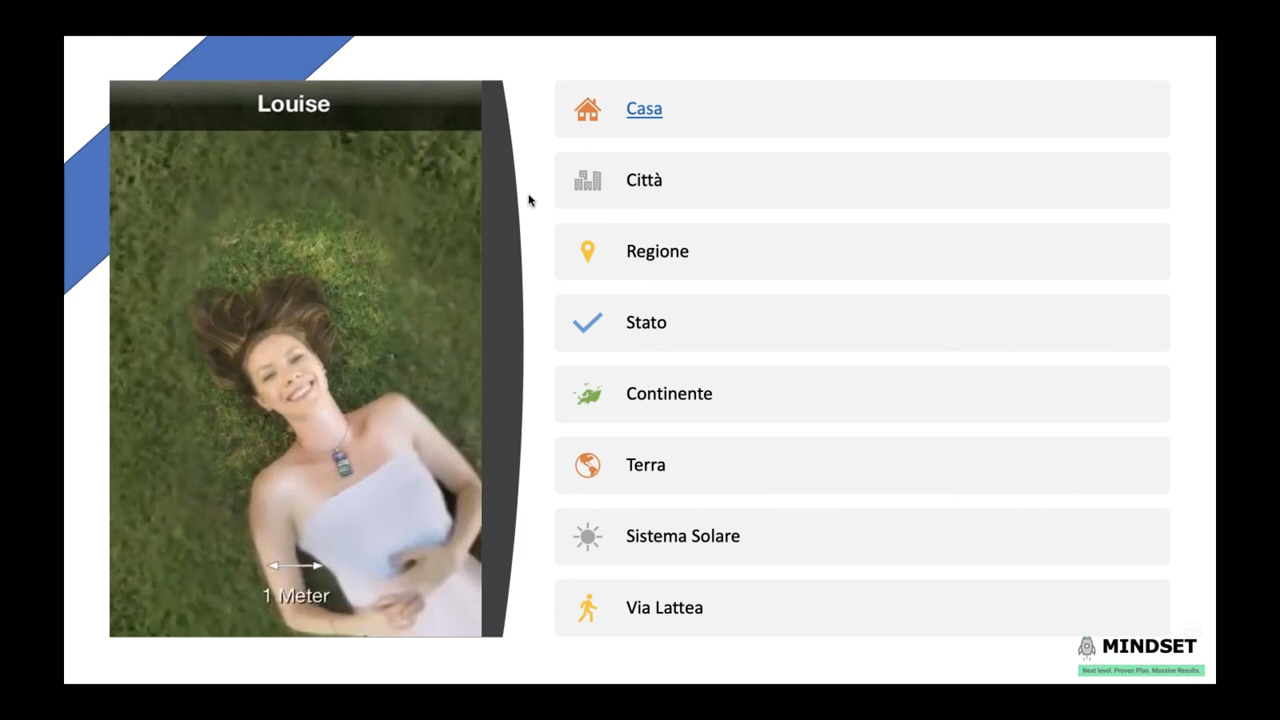 Louise
1 Meter
Casa
Città
Regione
Stato
Continente
Terra
Sistema Solare
Via Lattea
MINDSET
Next level. Proven Plan. Massive Results.